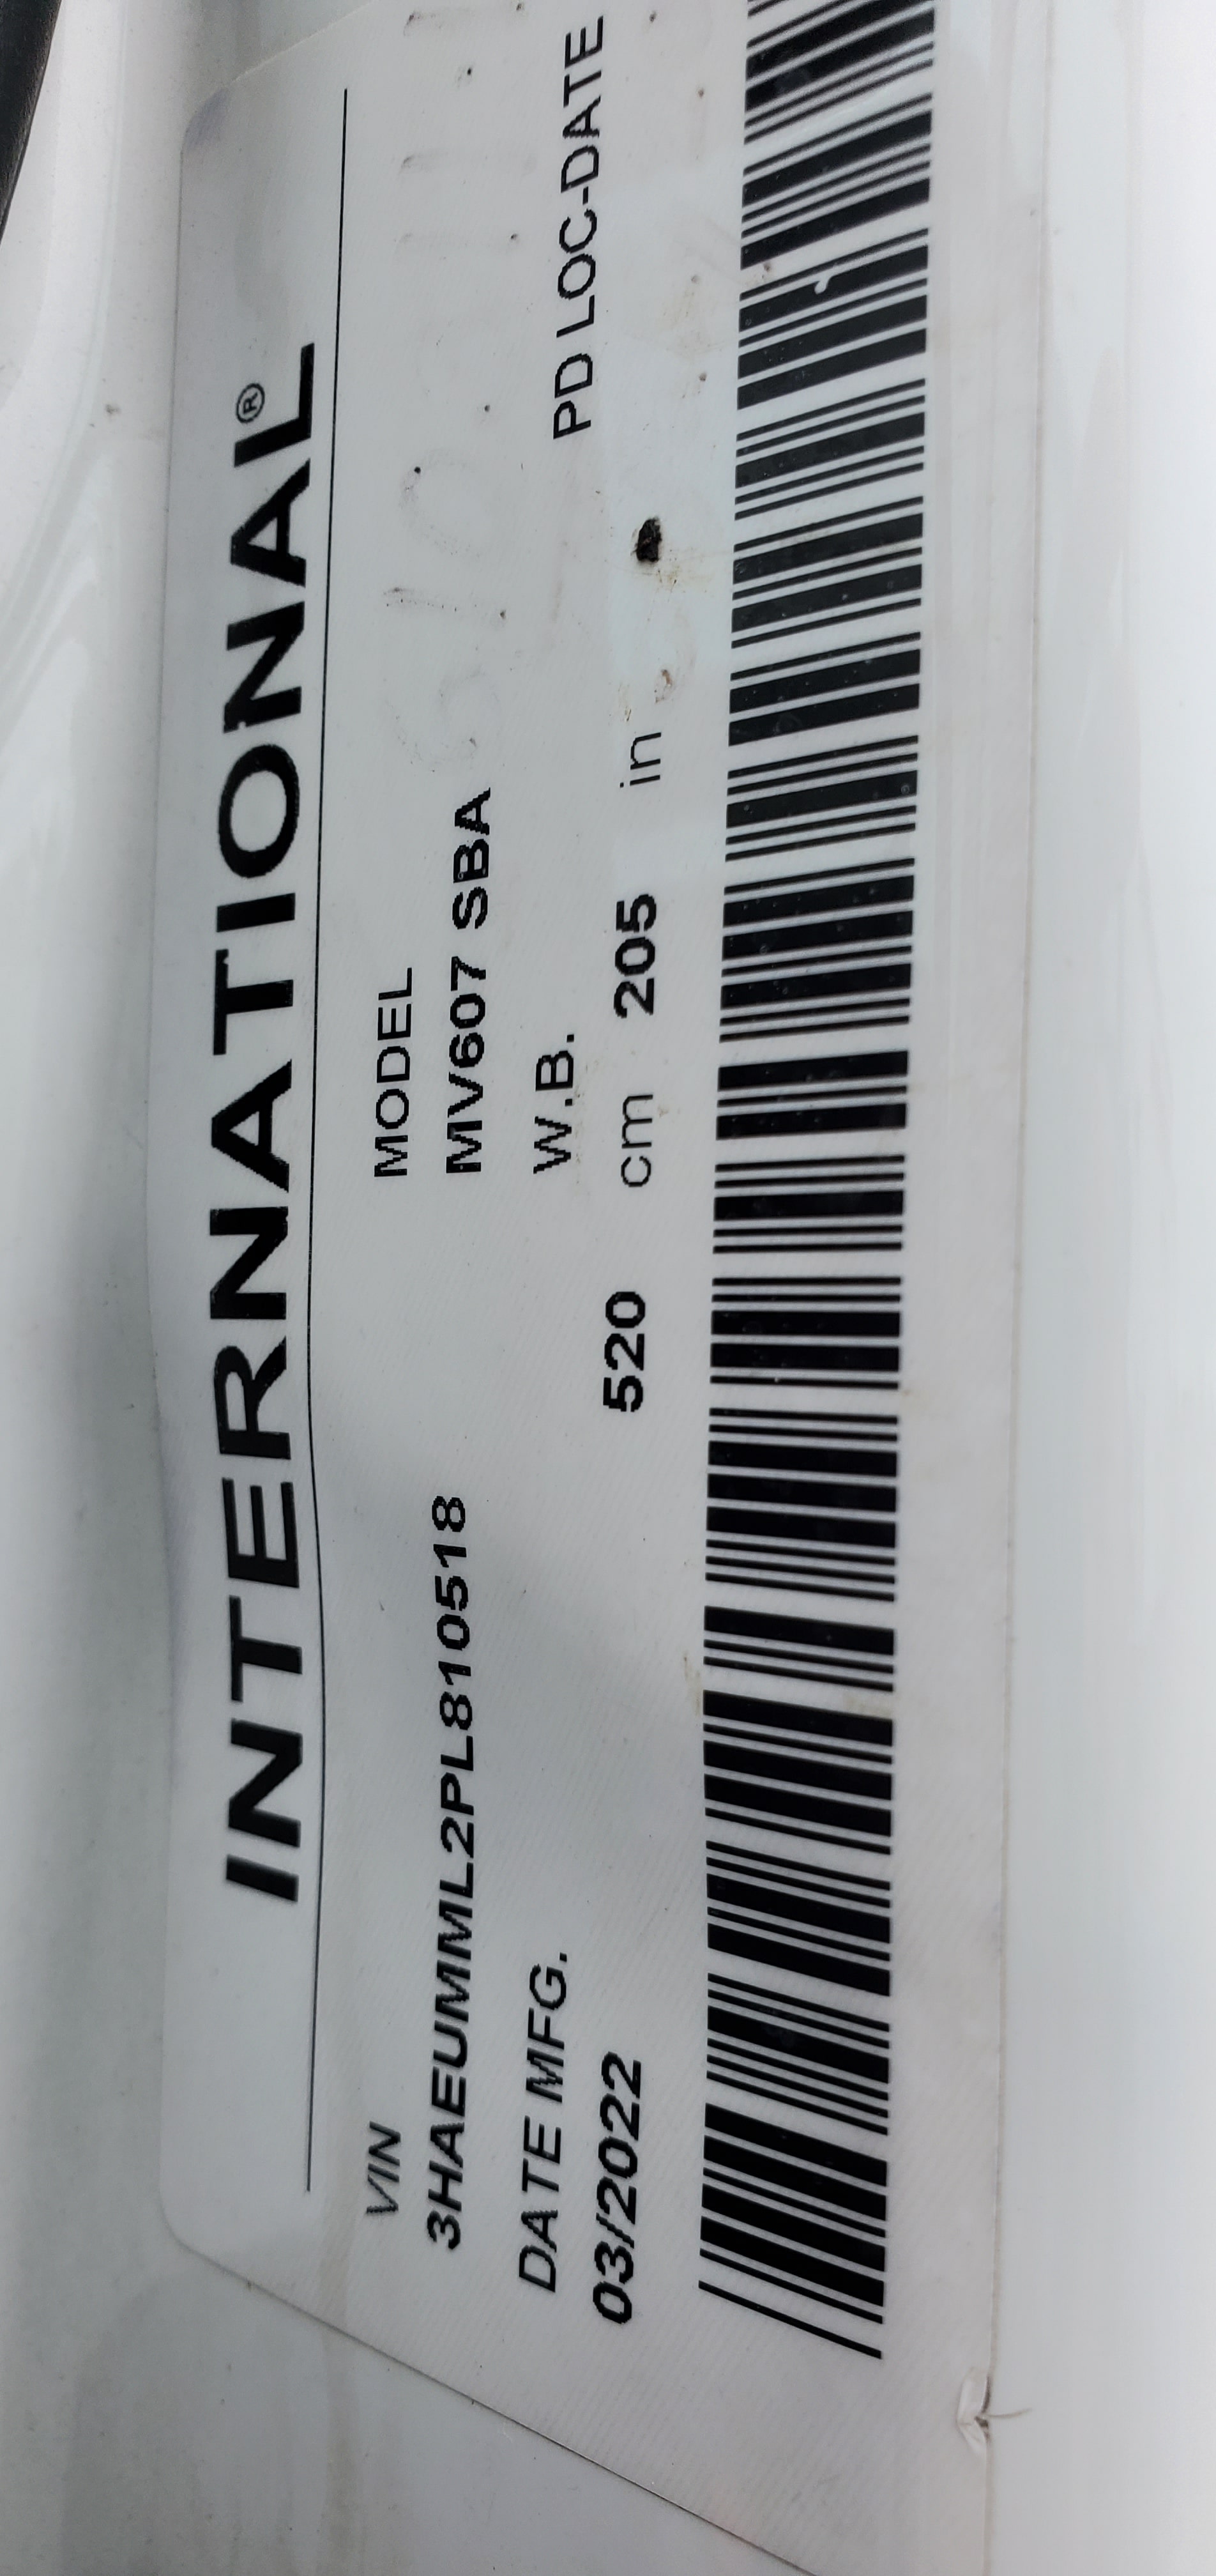 INTERNATIONAL®
VIN MODEL
3HAEUMML2PL810518 MV607 SBA
DATE MFG. W.B. PD LOC-DATE
03/2022 520 cm 205 in